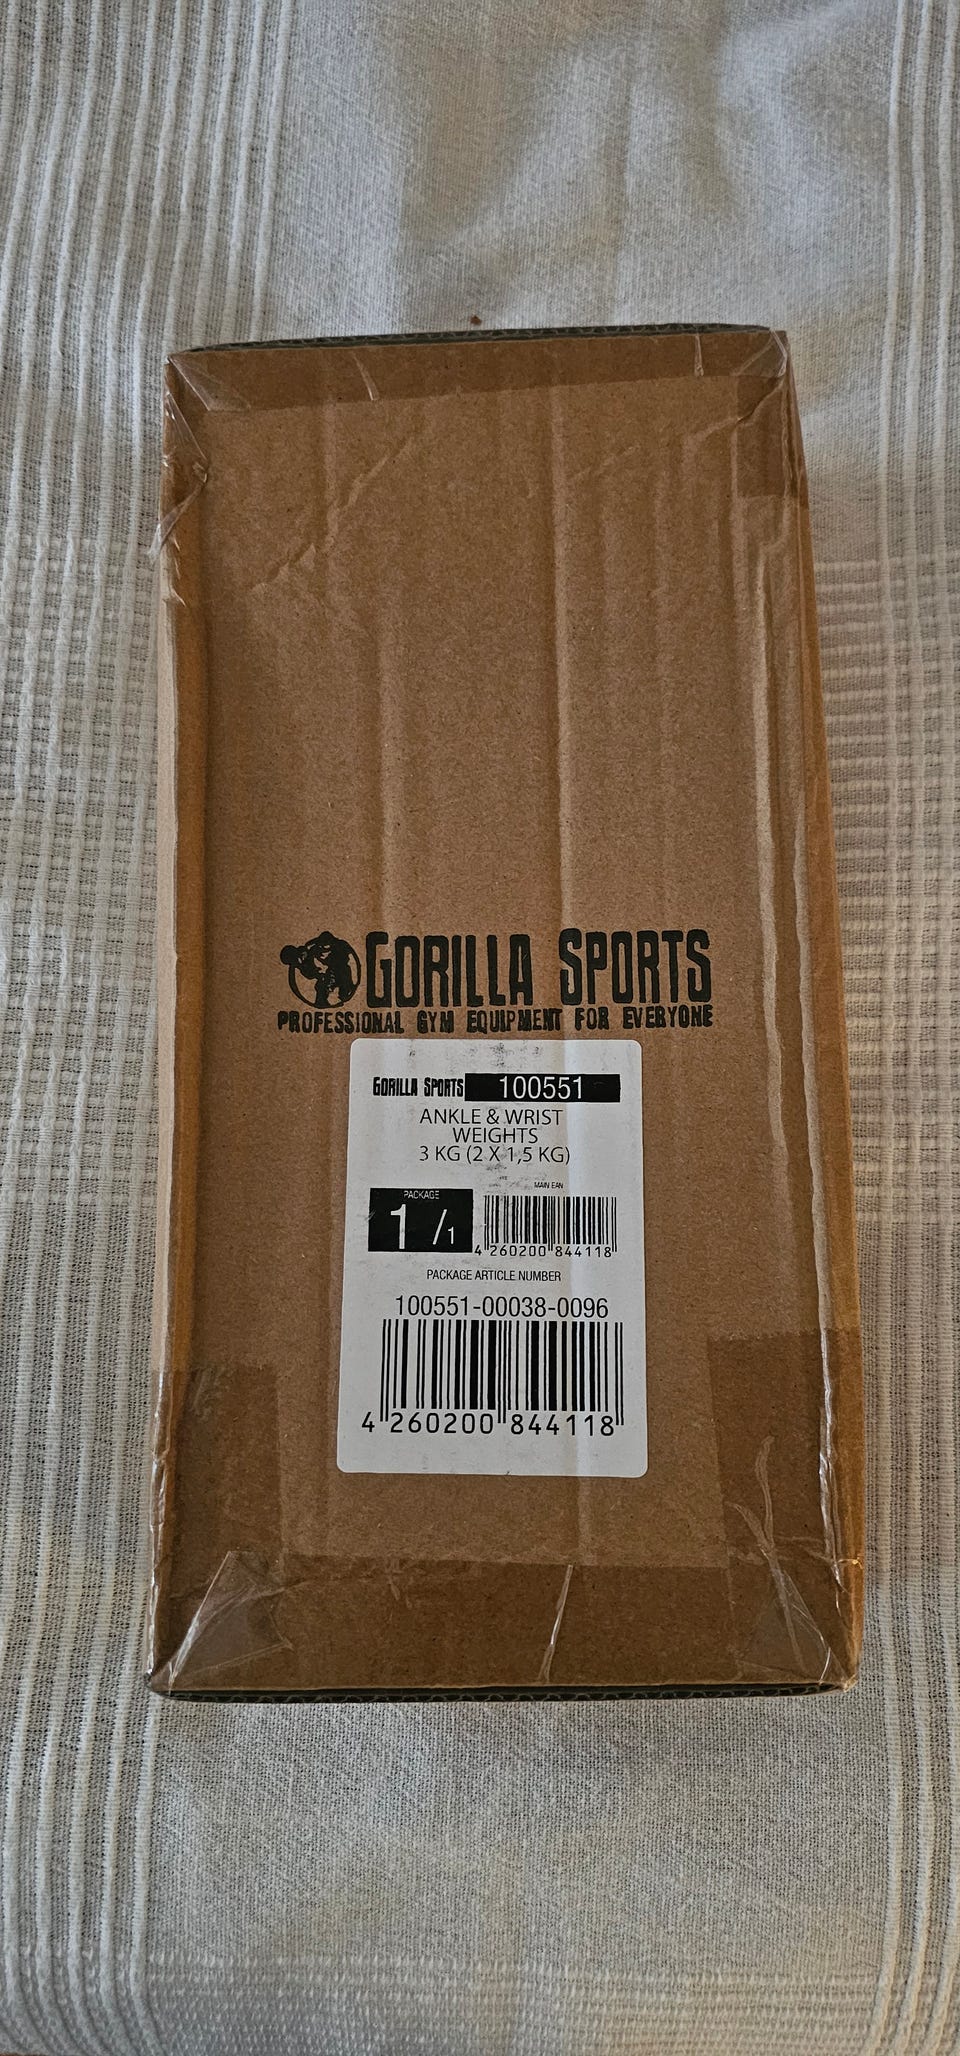 GORILLA SPORTS
PROFESSIONAL GYM EQUIPMENT FOR EVERYONE
GORILLA SPORTS 100551
ANKLE & WRIST
WEIGHTS
3 KG (2 X 1,5 KG)
MAIN EAN
PACKAGE
1 /1
4 260200 844118
PACKAGE ARTICLE NUMBER
100551-00038-0096
4 260200 844118